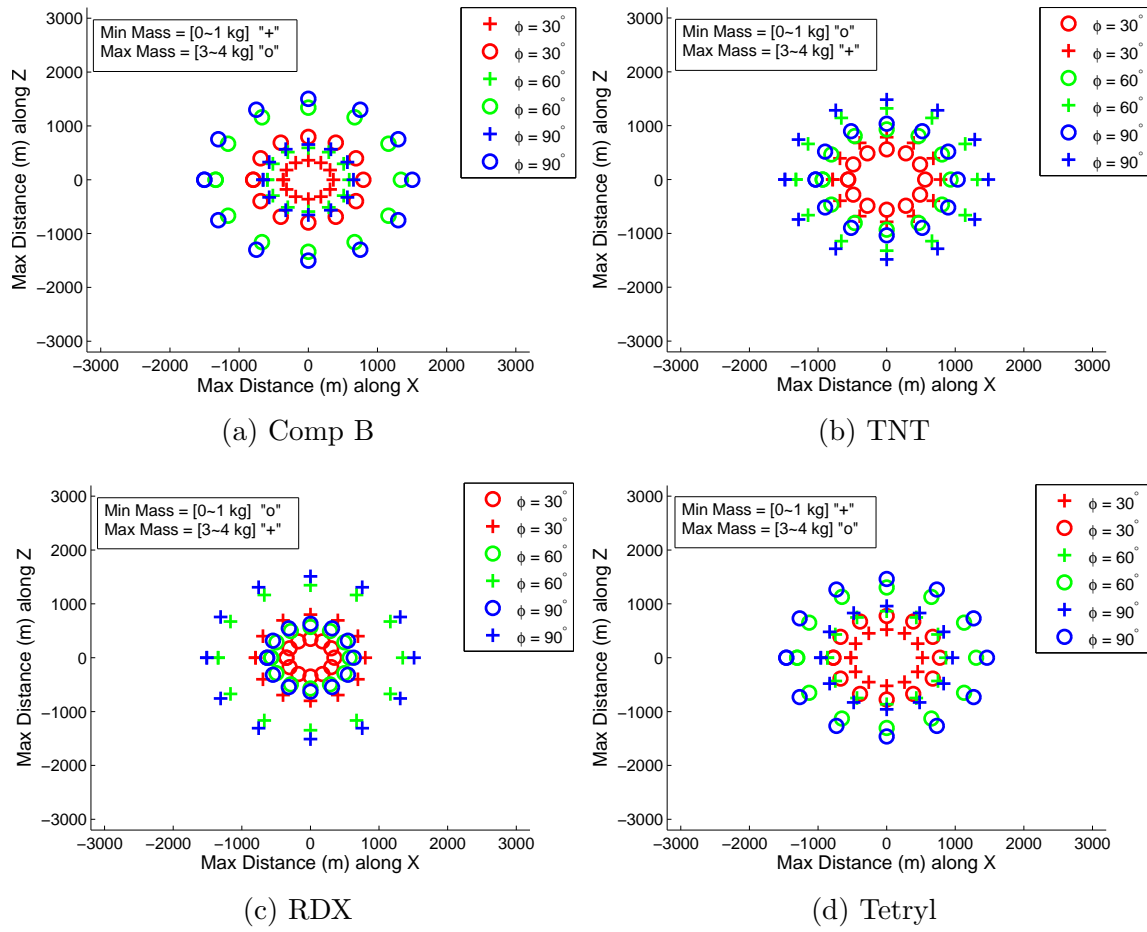 Min Mass = [0~1 kg] "+"
Max Mass = [3~4 kg] "o"
ϕ = 30°
ϕ = 30°
ϕ = 60°
ϕ = 60°
ϕ = 90°
ϕ = 90°
3000
2000
1000
0
−1000
−2000
−3000
Max Distance (m) along Z
−3000 −2000 −1000 0 1000 2000 3000
Max Distance (m) along X
(a) Comp B
Min Mass = [0~1 kg] "o"
Max Mass = [3~4 kg] "+"
ϕ = 30°
ϕ = 30°
ϕ = 60°
ϕ = 60°
ϕ = 90°
ϕ = 90°
3000
2000
1000
0
−1000
−2000
−3000
Max Distance (m) along Z
−3000 −2000 −1000 0 1000 2000 3000
Max Distance (m) along X
(b) TNT
Min Mass = [0~1 kg] "o"
Max Mass = [3~4 kg] "+"
ϕ = 30°
ϕ = 30°
ϕ = 60°
ϕ = 60°
ϕ = 90°
ϕ = 90°
3000
2000
1000
0
−1000
−2000
−3000
Max Distance (m) along Z
−3000 −2000 −1000 0 1000 2000 3000
Max Distance (m) along X
(c) RDX
Min Mass = [0~1 kg] "+"
Max Mass = [3~4 kg] "o"
ϕ = 30°
ϕ = 30°
ϕ = 60°
ϕ = 60°
ϕ = 90°
ϕ = 90°
3000
2000
1000
0
−1000
−2000
−3000
Max Distance (m) along Z
−3000 −2000 −1000 0 1000 2000 3000
Max Distance (m) along X
(d) Tetryl